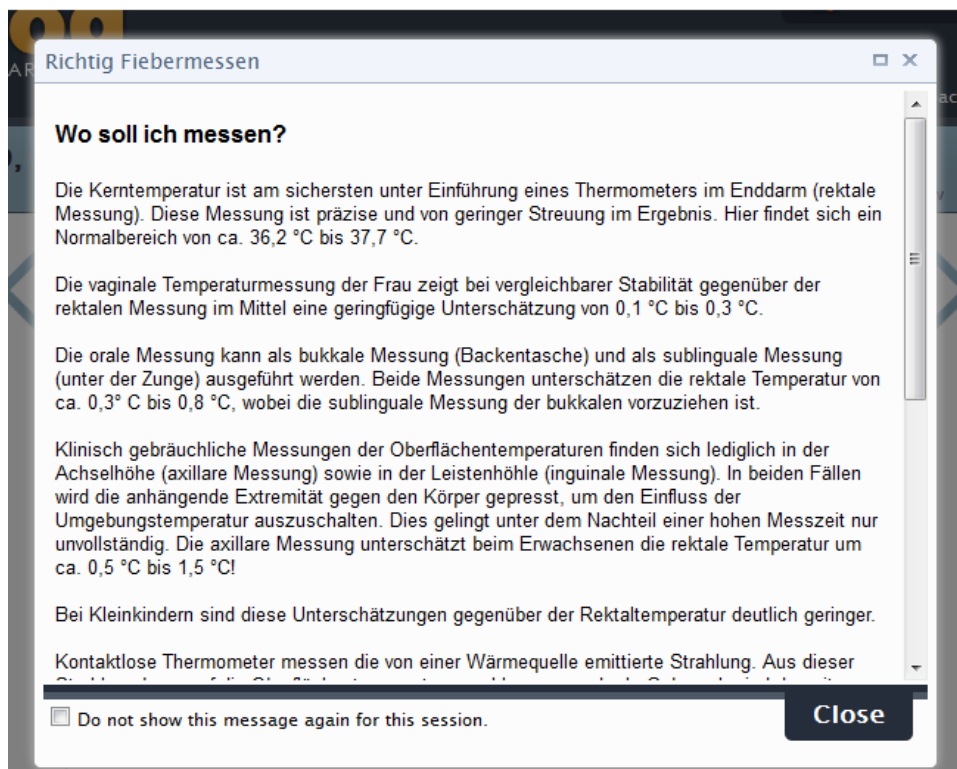 Richtig Fiebermessen
Wo soll ich messen?
Die Kerntemperatur ist am sichersten unter Einführung eines Thermometers im Enddarm (rektale
Messung). Diese Messung ist präzise und von geringer Streuung im Ergebnis. Hier findet sich ein
Normalbereich von ca. 36,2 °C bis 37,7 °C.
Die vaginale Temperaturmessung der Frau zeigt bei vergleichbarer Stabilität gegenüber der
rektalen Messung im Mittel eine geringfügige Unterschätzung von 0,1 °C bis 0,3 °C.
Die orale Messung kann als bukkale Messung (Backentasche) und als sublinguale Messung
(unter der Zunge) ausgeführt werden. Beide Messungen unterschätzen die rektale Temperatur von
ca. 0,3° C bis 0,8 °C, wobei die sublinguale Messung der bukkalen vorzuziehen ist.
Klinisch gebräuchliche Messungen der Oberflächentemperaturen finden sich lediglich in der
Achselhöhe (axillare Messung) sowie in der Leistenhöhle (inguinale Messung). In beiden Fällen
wird die anhängende Extremität gegen den Körper gepresst, um den Einfluss der
Umgebungstemperatur auszuschalten. Dies gelingt unter dem Nachteil einer hohen Messzeit nur
unvollständig. Die axillare Messung unterschätzt beim Erwachsenen die rektale Temperatur um
ca. 0,5 °C bis 1,5 °C!
Bei Kleinkindern sind diese Unterschätzungen gegenüber der Rektaltemperatur deutlich geringer.
Kontaktlose Thermometer messen die von einer Wärmequelle emittierte Strahlung. Aus dieser
Do not show this message again for this session.
Close